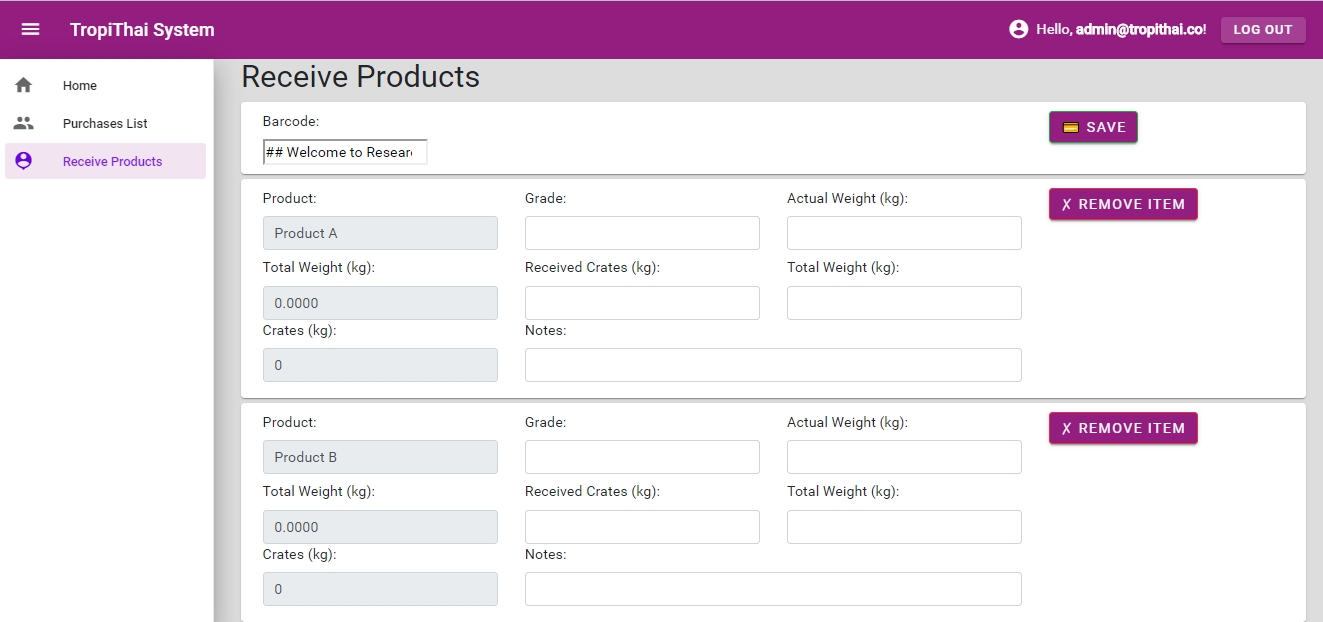 TropiThai System
Hello, admin@tropithai.co!
LOG OUT
Home
Purchases List
Receive Products
Receive Products
Barcode:
SAVE
## Welcome to Resear
Product:
Grade:
Actual Weight (kg):
✗ REMOVE ITEM
Product A
Total Weight (kg):
Received Crates (kg):
Total Weight (kg):
0.0000
Crates (kg):
Notes:
0
Product:
Grade:
Actual Weight (kg):
✗ REMOVE ITEM
Product B
Total Weight (kg):
Received Crates (kg):
Total Weight (kg):
0.0000
Crates (kg):
Notes:
0